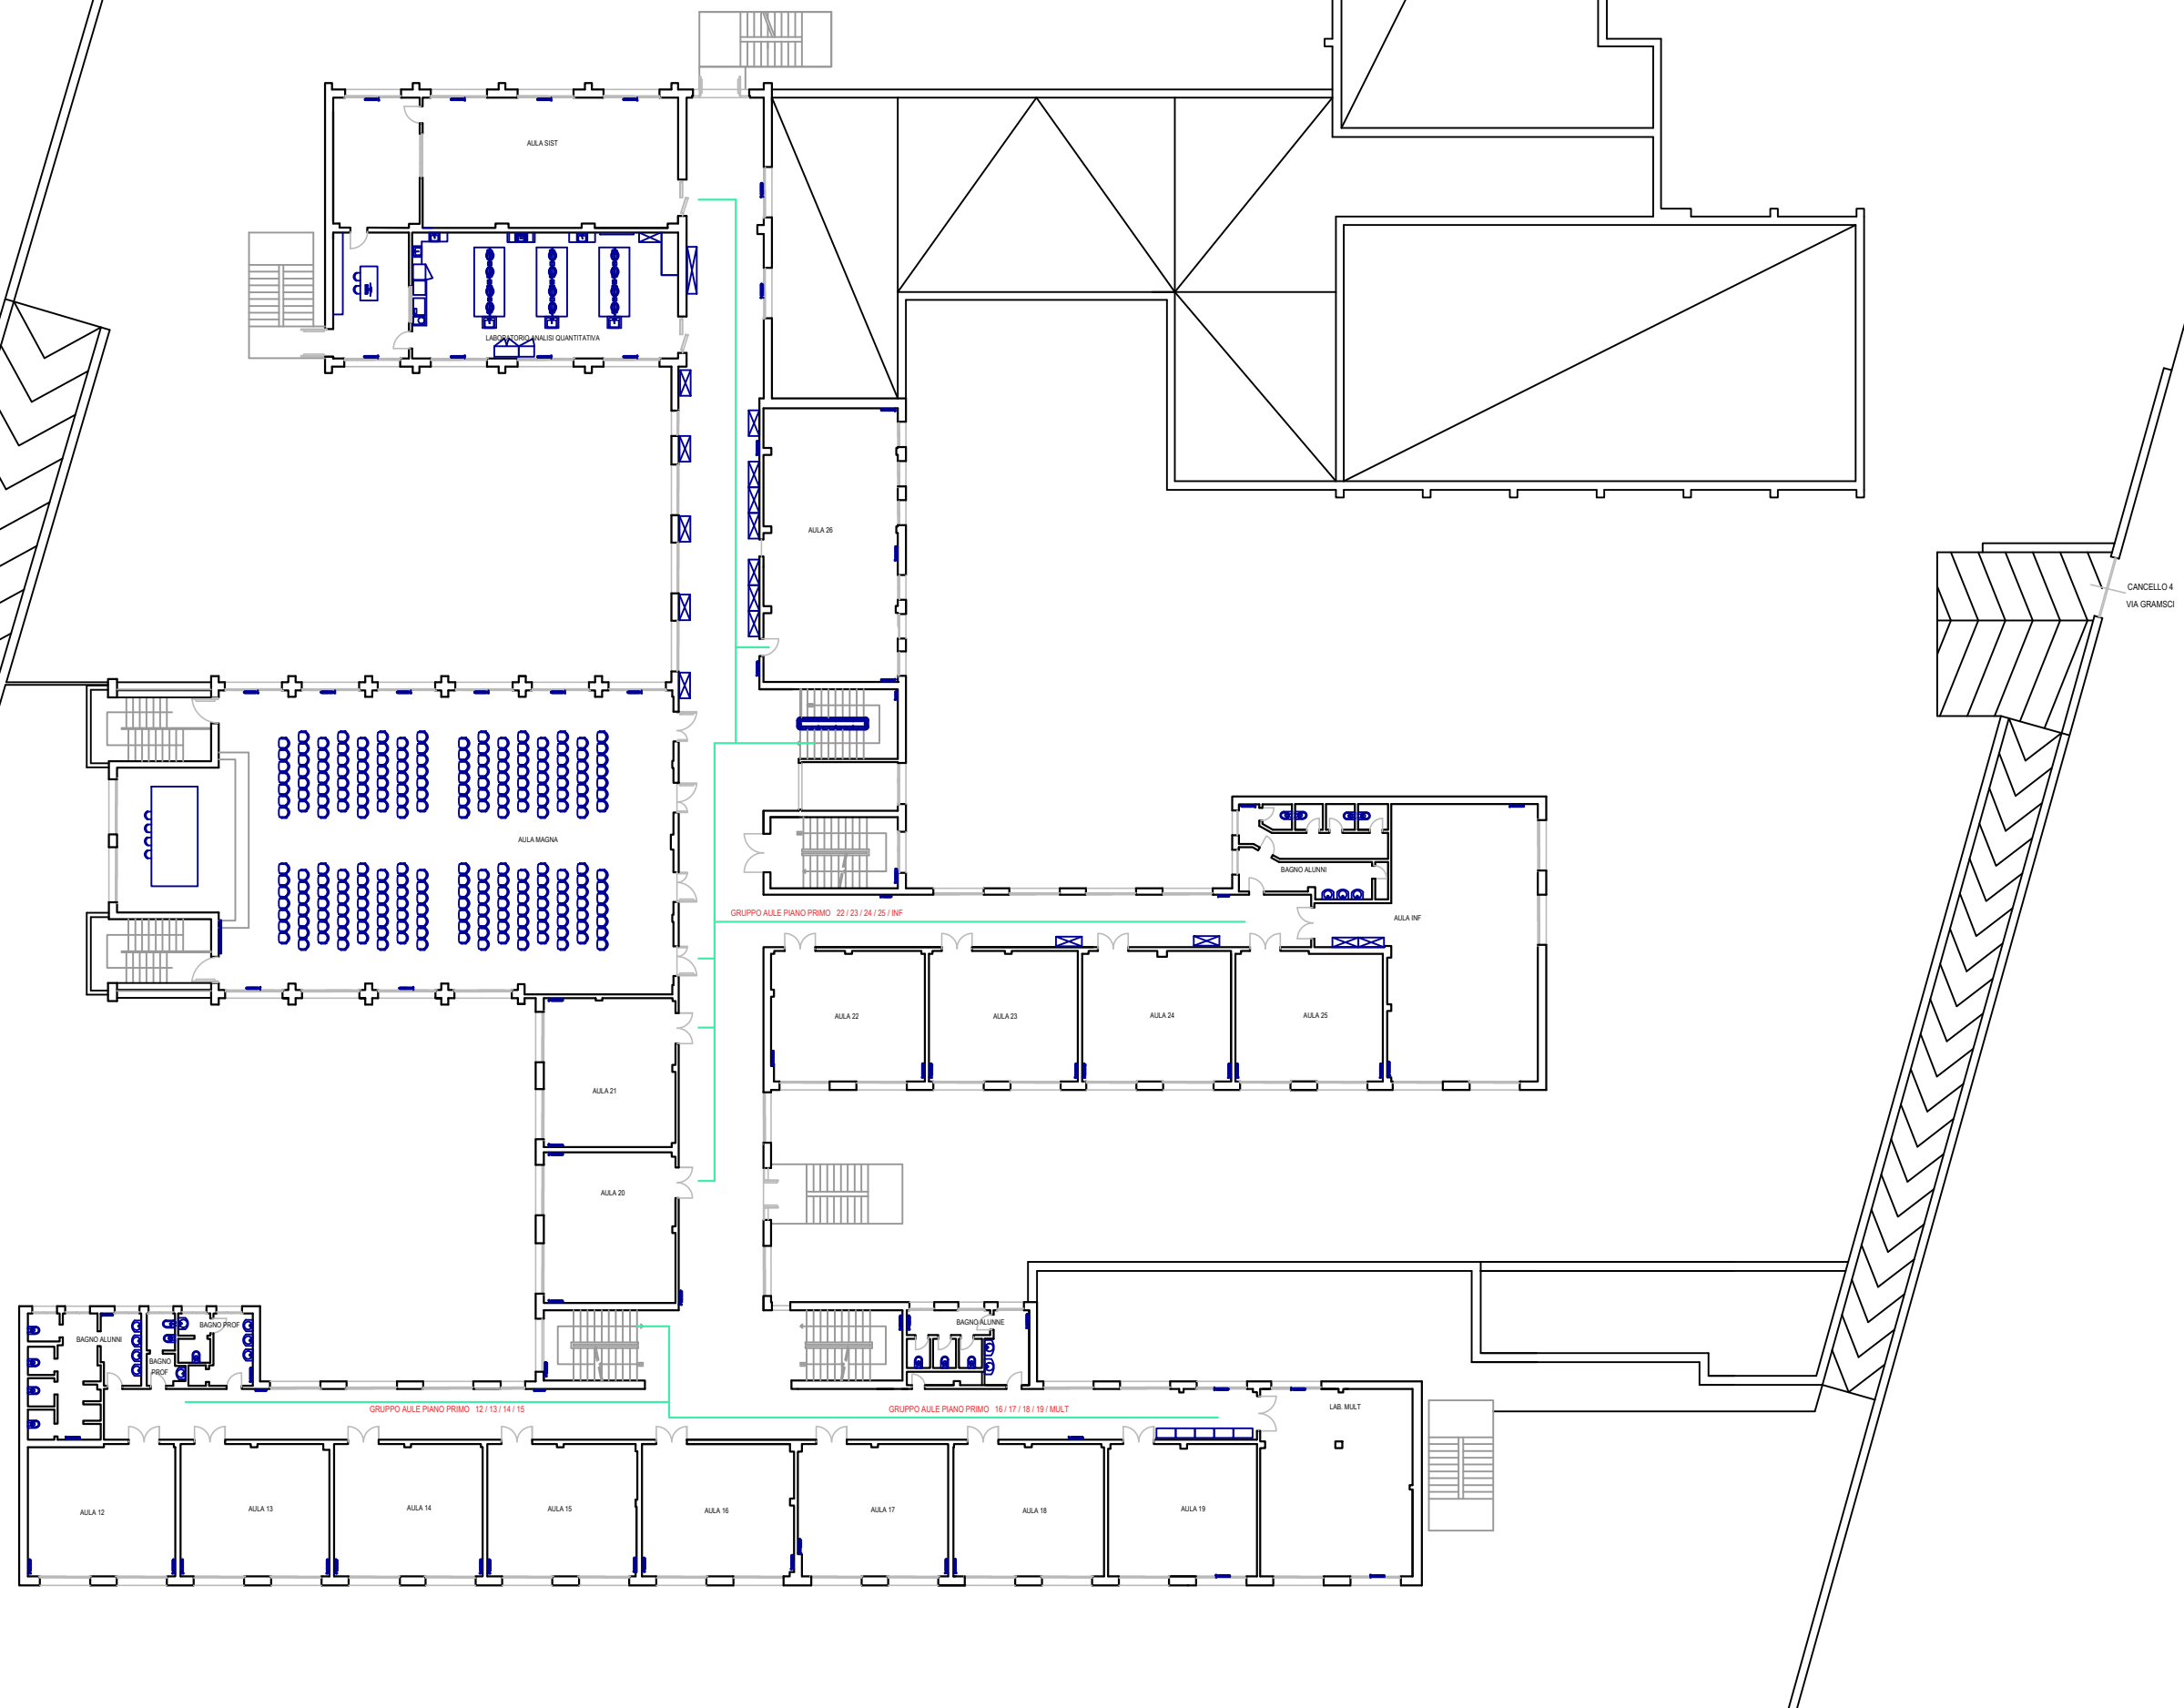 AULA SIST
LABORATORIO ANALISI QUANTITATIVA
AULA 26
CANCELLO 4
VIA GRAMSCI
AULA MAGNA
BAGNO ALUNNI
GRUPPO AULE PIANO PRIMO 22 / 23 / 24 / 25 / INF
AULA INF
AULA 22
AULA 23
AULA 24
AULA 25
AULA 21
AULA 20
BAGNO ALUNNI
BAGNO PROF
BAGNO
PROF
BAGNO ALUNNE
GRUPPO AULE PIANO PRIMO 12 / 13 / 14 / 15
GRUPPO AULE PIANO PRIMO 16 / 17 / 18 / 19 / MULT
LAB. MULT
AULA 12
AULA 13
AULA 14
AULA 15
AULA 16
AULA 17
AULA 18
AULA 19